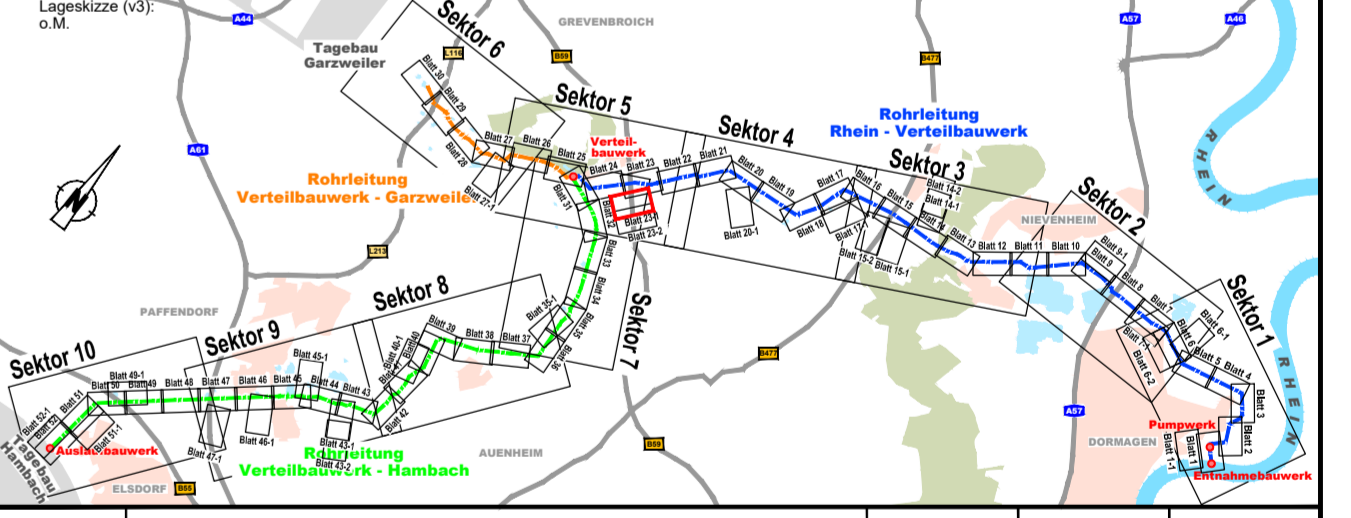 Lageskizze (v3):
o.M.
A44
A61
L116
B59
L213
B477
A57
A46
GREVENBROICH
Tagebau
Garzweiler
Sektor 6
Sektor 5
Sektor 4
Sektor 3
Sektor 2
Sektor 1
Rohrleitung
Rhein - Verteilbauwerk
Verteil-
bauwerk
Rohrleitung
Verteilbauwerk - Garzweile
RHEIN
NIEVENHEIM
Blatt 30
Blatt 29
Blatt 28
Blatt 27
Blatt 27-1
Blatt 26
Blatt 25
Blatt 24
Blatt 23
Blatt 22
Blatt 21
Blatt 20
Blatt 19
Blatt 18
Blatt 17
Blatt 16
Blatt 15
Blatt 14-2
Blatt 14-1
Blatt 14
Blatt 13
Blatt 12
Blatt 11
Blatt 10
Blatt 9-1
Blatt 9
Blatt 8
Blatt 7
Blatt 6
Blatt 6-1
Blatt 6-2
Blatt 5
Blatt 4
Blatt 3
Blatt 2
Blatt 1
Blatt 1-1
Blatt 15-2
Blatt 15-1
Blatt 20-1
Blatt 23-1
Blatt 23-2
Blatt 31
Blatt 32
Blatt 33
Blatt 34
Blatt 35
Blatt 35-1
Blatt 36
Blatt 37
Blatt 38
Blatt 39
Blatt 40-1
Blatt 42
Blatt 43
Blatt 43-1
Blatt 43-2
Blatt 44
Blatt 45
Blatt 45-1
Blatt 46
Blatt 46-1
Blatt 47
Blatt 47-1
Blatt 48
Blatt 49
Blatt 49-1
Blatt 50
Blatt 51
Blatt 51-1
Blatt 52
Blatt 52-1
PAFFENDORF
Sektor 7
Sektor 8
Sektor 9
Sektor 10
Tagebau
Hambach
Auslassbauwerk
Rohrleitung
Verteilbauwerk - Hambach
ELSDORF
B55
AUENHEIM
B59
B477
A57
DORMAGEN
Pumpwerk
Entnahmebauwerk
RHEIN
N